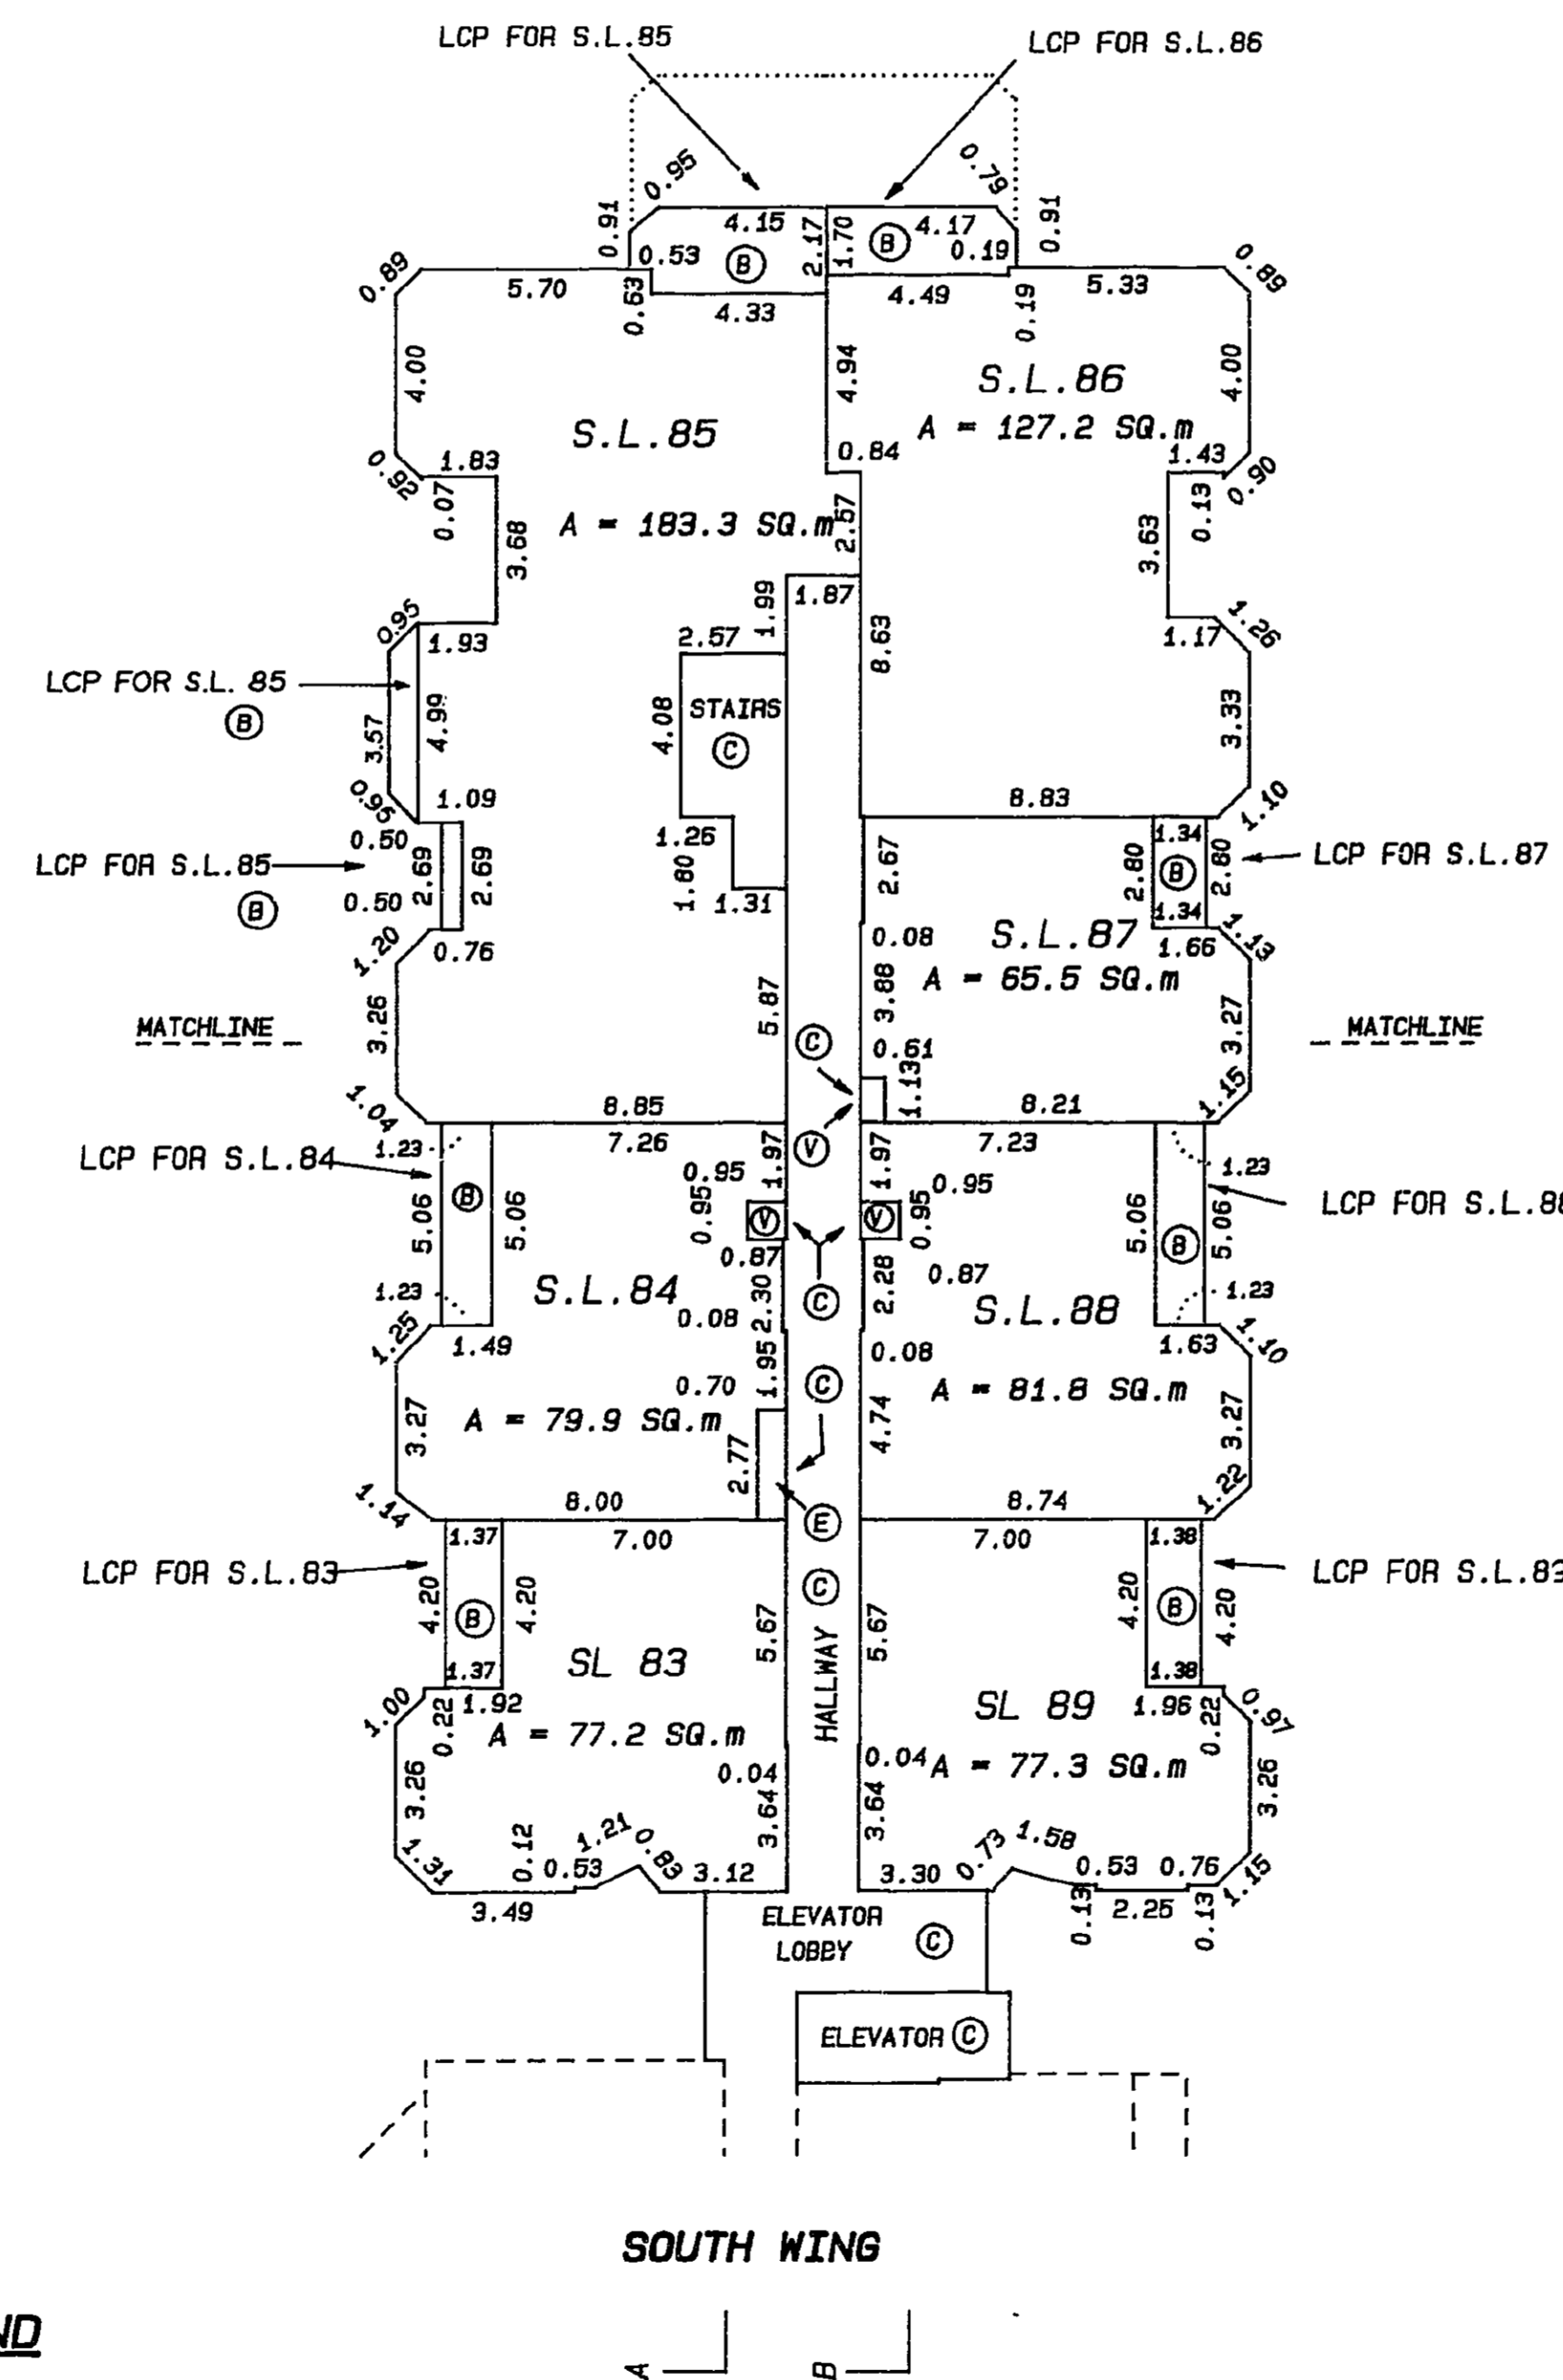 LCP FOR S.L.85
LCP FOR S.L.86
0.95
0.79
0.91
4.15
2.17
1.70
4.17
0.91
0.53
B
B
0.19
0.89
5.70
0.63
4.33
4.49
0.19
5.33
0.89
4.00
4.94
S.L.86
4.00
S.L.85
A = 127.2 SQ.m
0.92
1.83
0.84
1.43
0.90
0.07
3.68
A = 183.3 SQ.m
2.57
3.63
0.13
0.95
1.93
2.57
1.99
1.87
8.63
1.17
1.26
LCP FOR S.L. 85
B
3.57
4.99
4.08
STAIRS
C
3.33
0.95
1.09
8.83
1.10
0.50
1.26
1.34
LCP FOR S.L.85
B
2.69
2.69
1.80
2.67
2.80
B
2.80
LCP FOR S.L.87
0.50
1.31
1.34
1.20
0.76
0.08
S.L.87
1.66
1.13
3.26
5.87
3.88
A = 65.5 SQ.m
3.27
MATCHLINE
C
0.61
MATCHLINE
1.04
8.85
1.13
8.21
1.15
1.23
7.26
1.97
V
1.97
7.23
1.23
LCP FOR S.L.84
B
0.95
0.95
LCP FOR S.L.88
5.06
5.06
0.95
V
V
0.95
5.06
B
5.06
0.87
0.87
1.23
S.L.84
2.30
C
2.28
S.L.88
1.23
0.08
1.25
1.49
0.08
1.63
1.10
0.70
1.95
C
A = 79.9 SQ.m
A = 81.8 SQ.m
3.27
2.77
4.74
3.27
1.14
8.00
8.74
1.22
1.37
7.00
E
7.00
1.38
LCP FOR S.L.83
C
LCP FOR S.L.89
4.20
B
4.20
5.67
5.67
4.20
B
4.20
1.37
SL 83
HALLWAY
1.38
1.00
0.22
1.92
SL 89
1.96
0.22
0.97
A = 77.2 SQ.m
0.04
0.04
A = 77.3 SQ.m
3.26
3.64
3.64
3.26
1.31
0.12
0.53
1.21
0.83
3.12
3.30
0.73
1.58
0.53
0.76
1.15
3.49
0.13
2.25
0.13
ELEVATOR
LOBBY
C
ELEVATOR C
SOUTH WING
ND
A
B